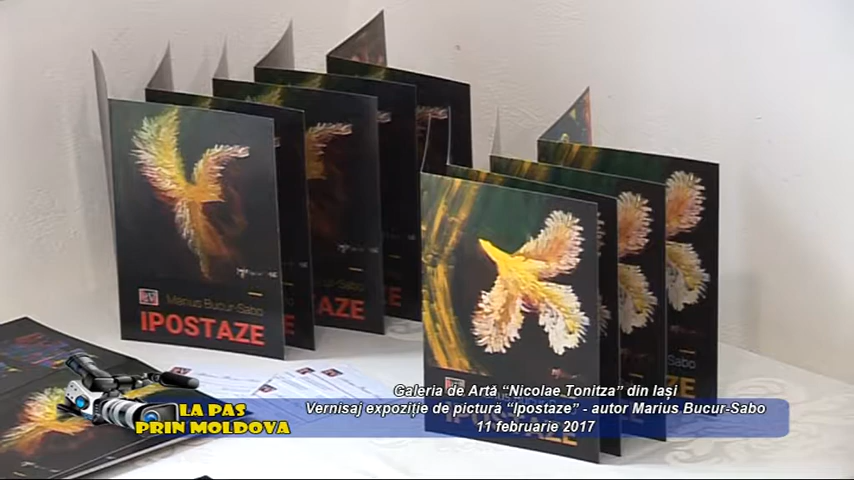 Marius Bucur-Sabo
IPOSTAZE
IPOSTAZE
LA PAS
PRIN MOLDOVA
Galeria de Artă “Nicolae Tonitza” din Iași
Vernisaj expoziție de pictură “Ipostaze” - autor Marius Bucur-Sabo
11 februarie 2017